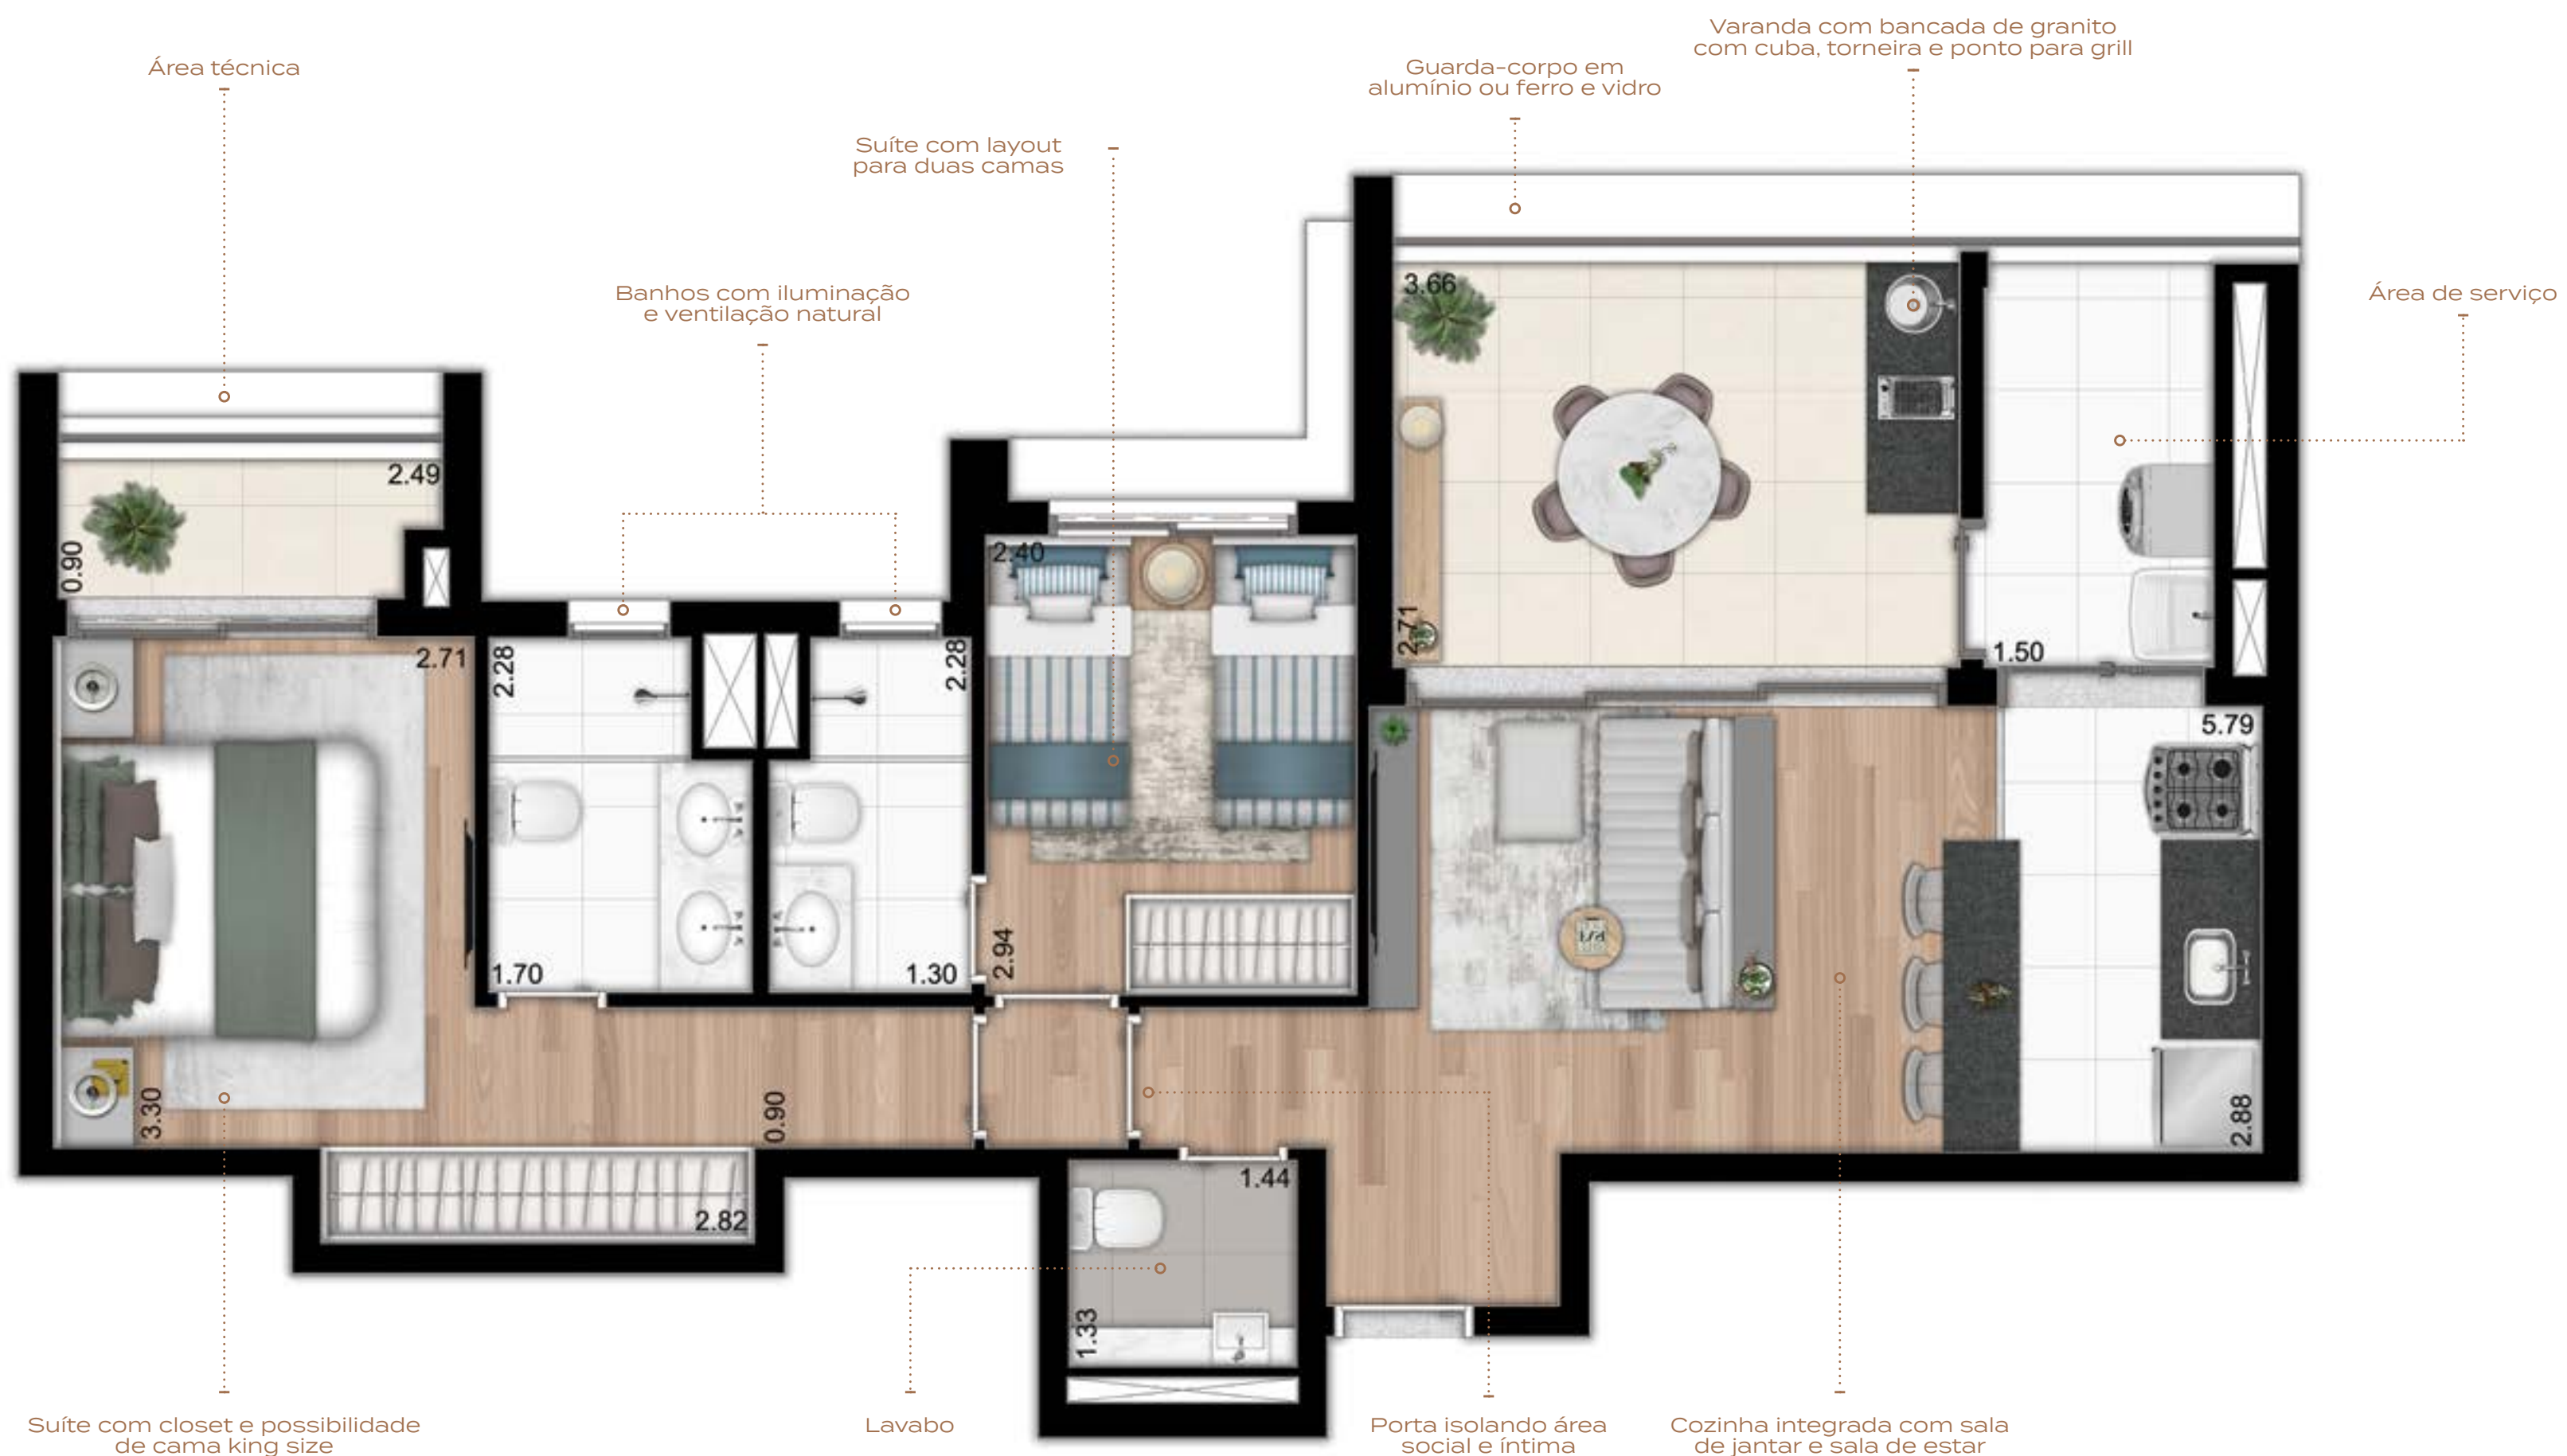 Varanda com bancada de granito
com cuba, torneira e ponto para grill
Área técnica
Guarda-corpo em
alumínio ou ferro e vidro
Suíte com layout
para duas camas
Banhos com iluminação
e ventilação natural
Área de serviço
3.66
2.49
0.90
2.40
2.71
1.50
2.71
2.28
2.28
5.79
1.70
1.30
2.94
3.30
0.90
2.88
1.44
2.82
1.33
Suíte com closet e possibilidade
de cama king size
Lavabo
Porta isolando área
social e íntima
Cozinha integrada com sala
de jantar e sala de estar